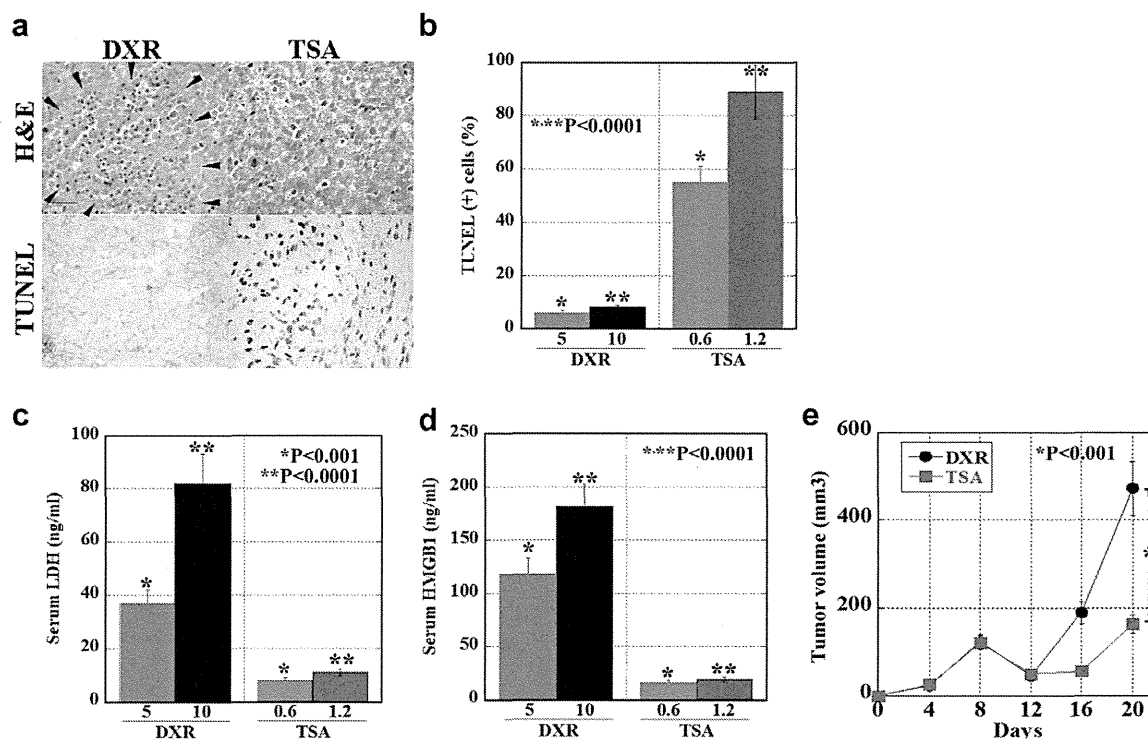 a
DXR TSA
H&E
TUNEL
b
100
80
60
40
20
0
TUNEL (+) cells (%)
*,**P<0.0001
*
**
*
**
5 10 0.6 1.2
DXR TSA
c
100
80
60
40
20
0
Serum LDH (ng/ml)
*P<0.001
**P<0.0001
*
**
*
**
5 10 0.6 1.2
DXR TSA
d
250
200
150
100
50
0
Serum HMGB1 (ng/ml)
*,**P<0.0001
*
**
*
**
5 10 0.6 1.2
DXR TSA
e
600
400
200
0
Tumor volume (mm3)
DXR
TSA
*P<0.001
*
0 4 8 12 16 20
Days